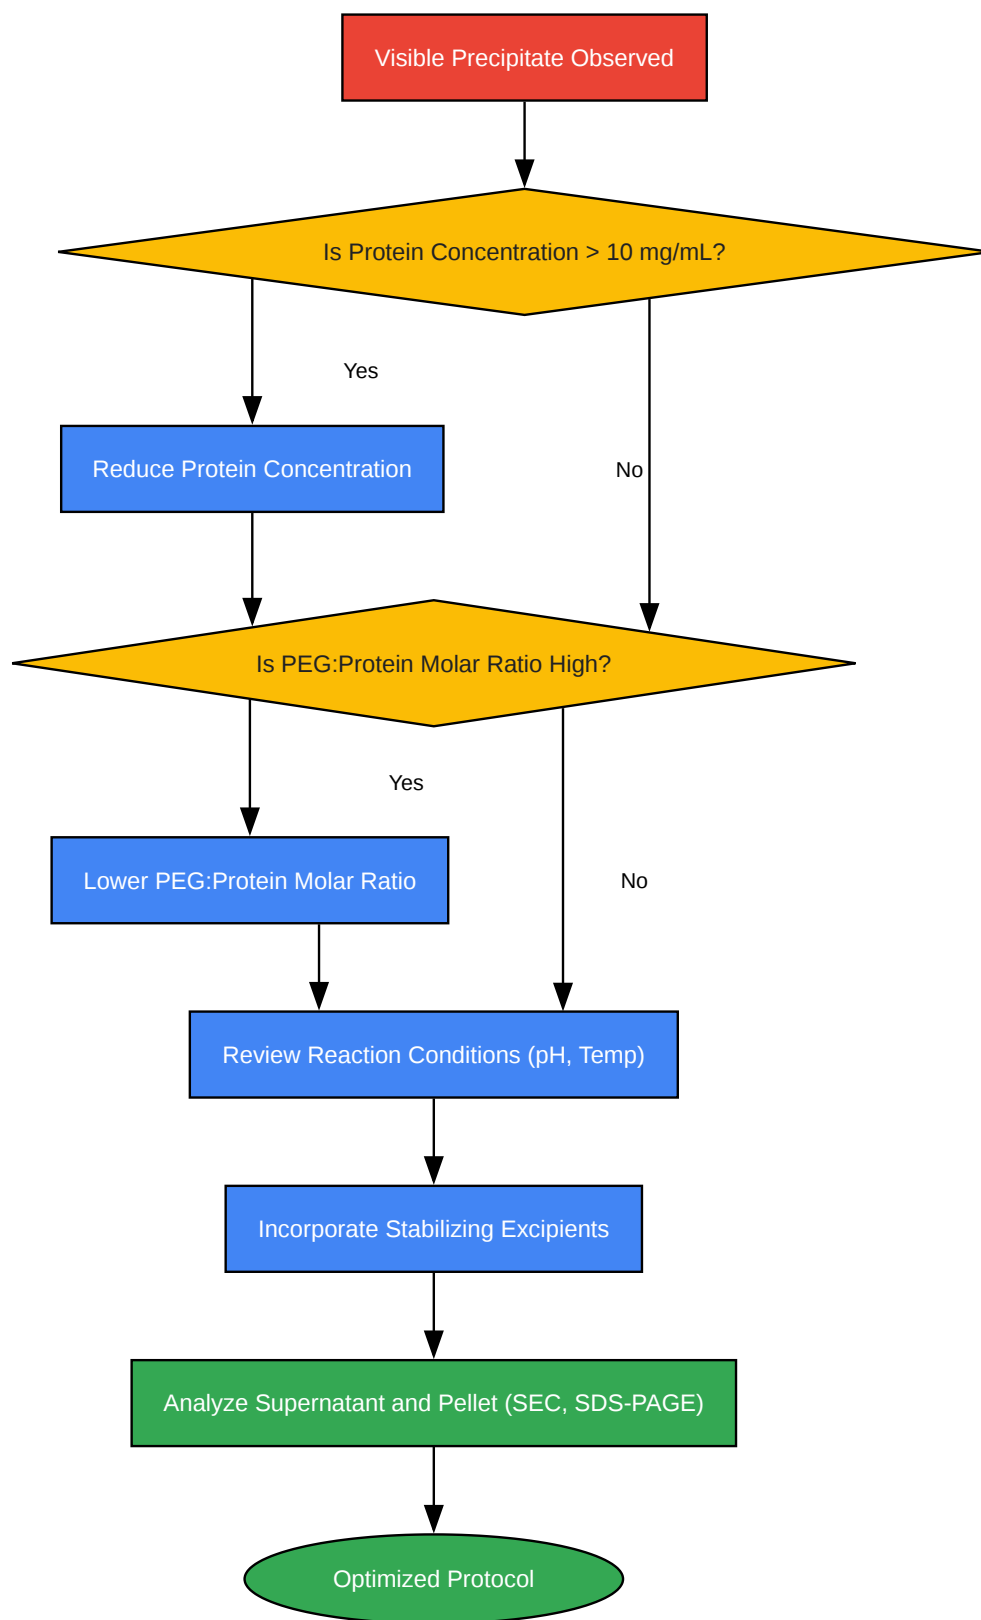 Visible Precipitate Observed
Is Protein Concentration > 10 mg/mL?
Yes
Reduce Protein Concentration
No
Is PEG:Protein Molar Ratio High?
Yes
Lower PEG:Protein Molar Ratio
No
Review Reaction Conditions (pH, Temp)
Incorporate Stabilizing Excipients
Analyze Supernatant and Pellet (SEC, SDS-PAGE)
Optimized Protocol